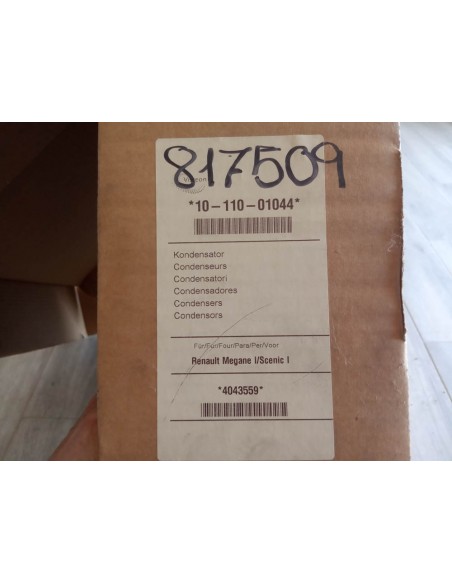 817509
*10-110-01044*
Kondensator
Condenseurs
Condensatori
Condensadores
Condensers
Condensors
Für/For/Pour/Para/Per/Voor
Renault Megane I/Scenic I
*4043559*